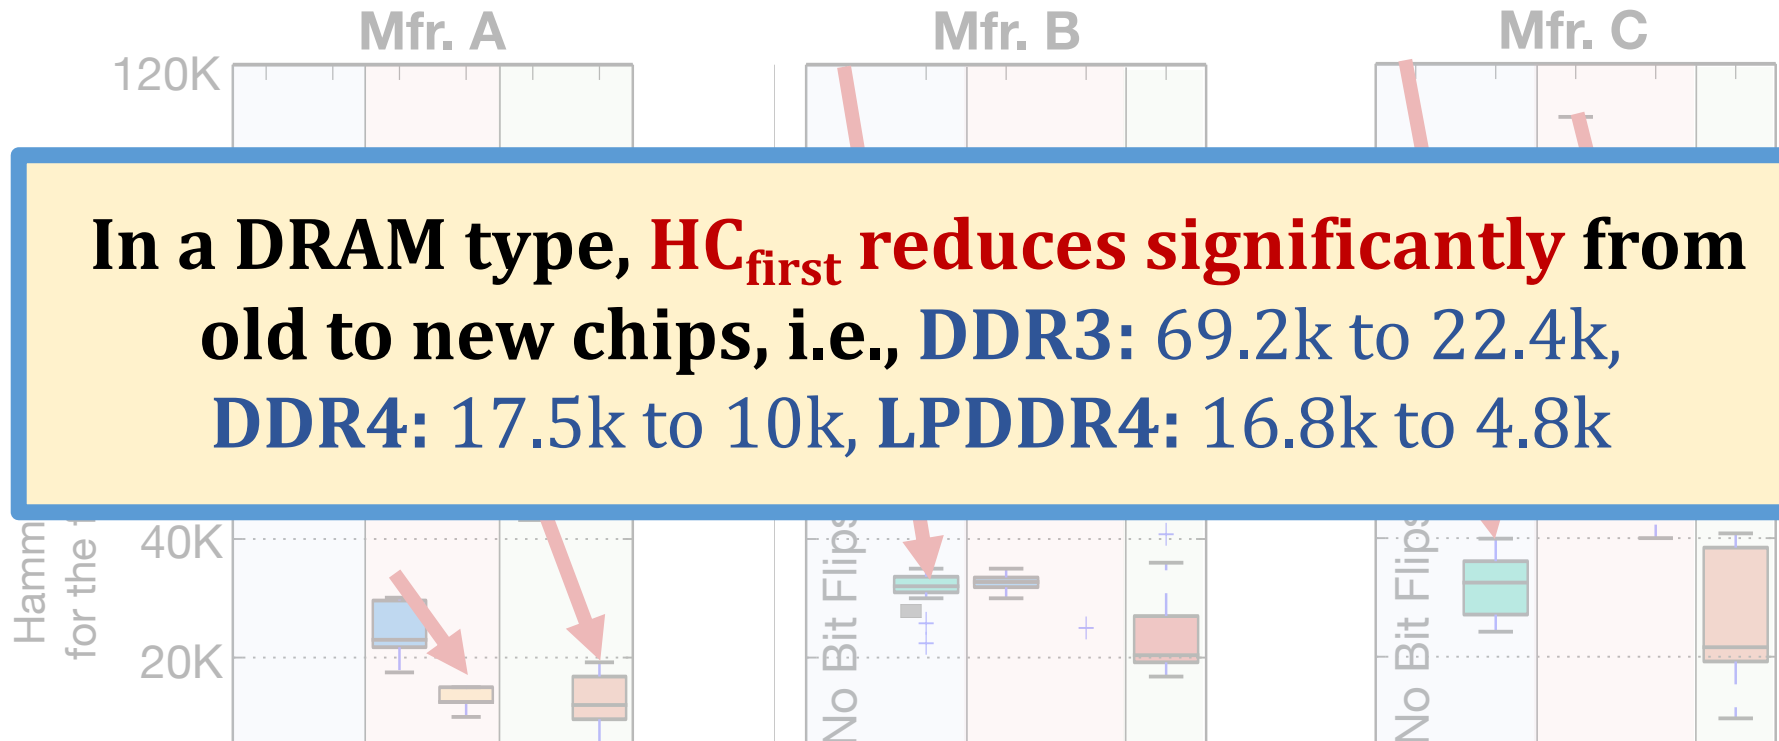 Mfr. A
Mfr. B
Mfr. C
120K
In a DRAM type, HCfirst reduces significantly from
old to new chips, i.e., DDR3: 69.2k to 22.4k,
DDR4: 17.5k to 10k, LPDDR4: 16.8k to 4.8k
40K
20K
for the
No Bit Flips
No Bit Flips